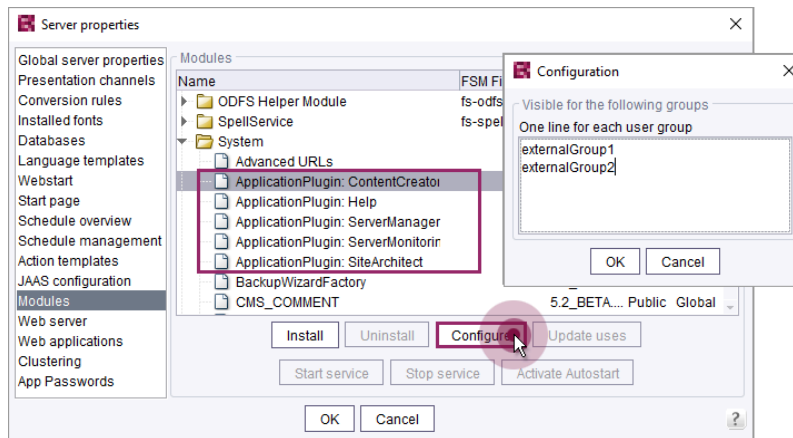 Server properties
Global server properties
Presentation channels
Conversion rules
Installed fonts
Databases
Language templates
Webstart
Start page
Schedule overview
Schedule management
Action templates
JAAS configuration
Modules
Web server
Web applications
Clustering
App Passwords
Modules
Name FSM Fi
ODFS Helper Module fs-odfs
SpellService fs-spel
System
Advanced URLs
ApplicationPlugin: ContentCreator
ApplicationPlugin: Help
ApplicationPlugin: ServerManager
ApplicationPlugin: ServerMonitorin
ApplicationPlugin: SiteArchitect
BackupWizardFactory
CMS_COMMENT 5.2_BETA.... Public Global
Install Uninstall Configure Update uses
Start service Stop service Activate Autostart
OK Cancel
?
Configuration
Visible for the following groups
One line for each user group
externalGroup1
externalGroup2
OK Cancel